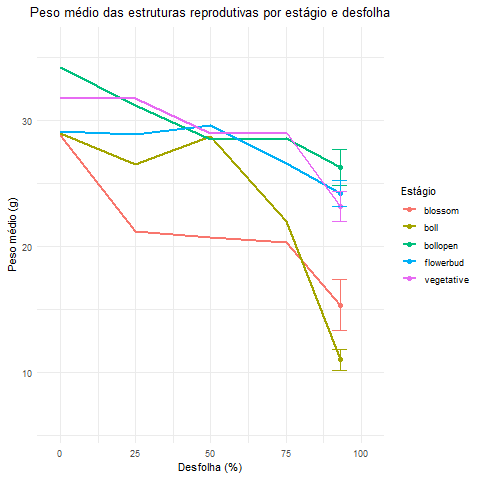 Peso médio das estruturas reprodutivas por estágio e desfolha
Peso médio (g)
30
20
10
0
25
50
75
100
Desfolha (%)
Estágio
blossom
boll
bollopen
flowerbud
vegetative